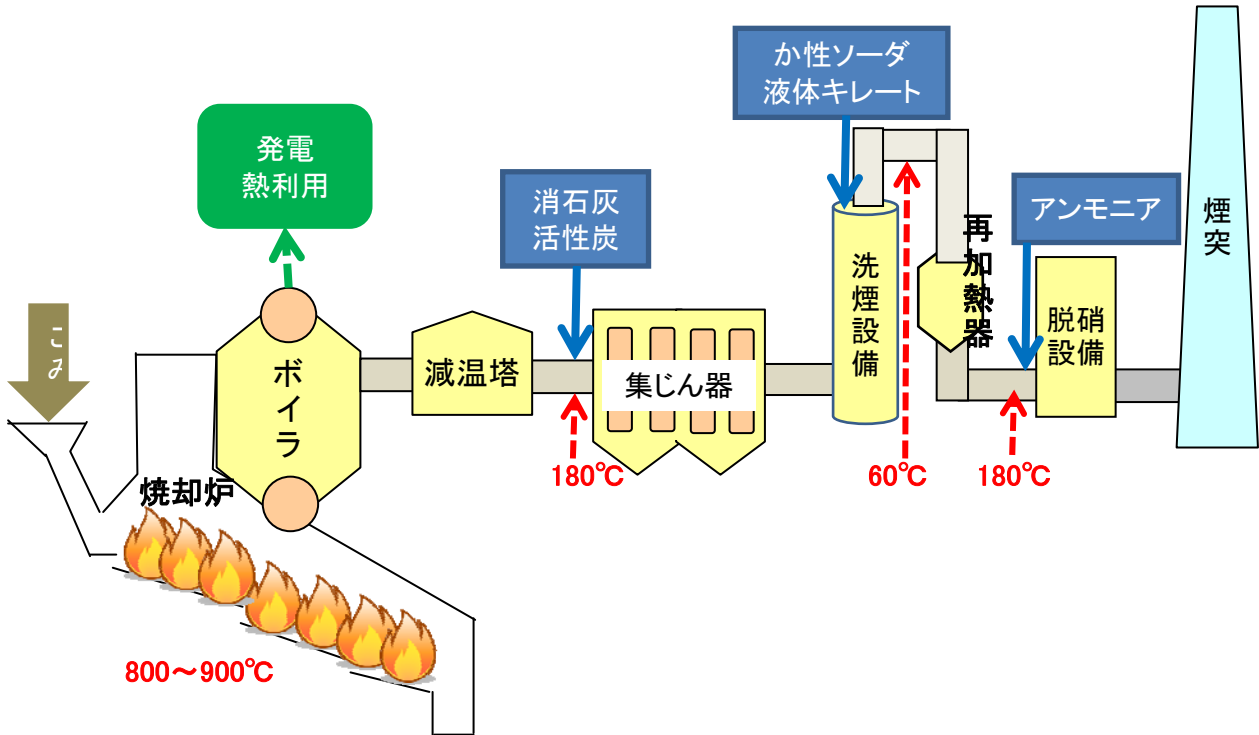 か性ソーダ
液体キレート
発電
熱利用
消石灰
活性炭
アンモニア
煙突
ごみ
ボイラ
減温塔
集じん器
洗煙設備
再加熱器
脱硝
設備
180℃
60℃
180℃
焼却炉
800～900℃